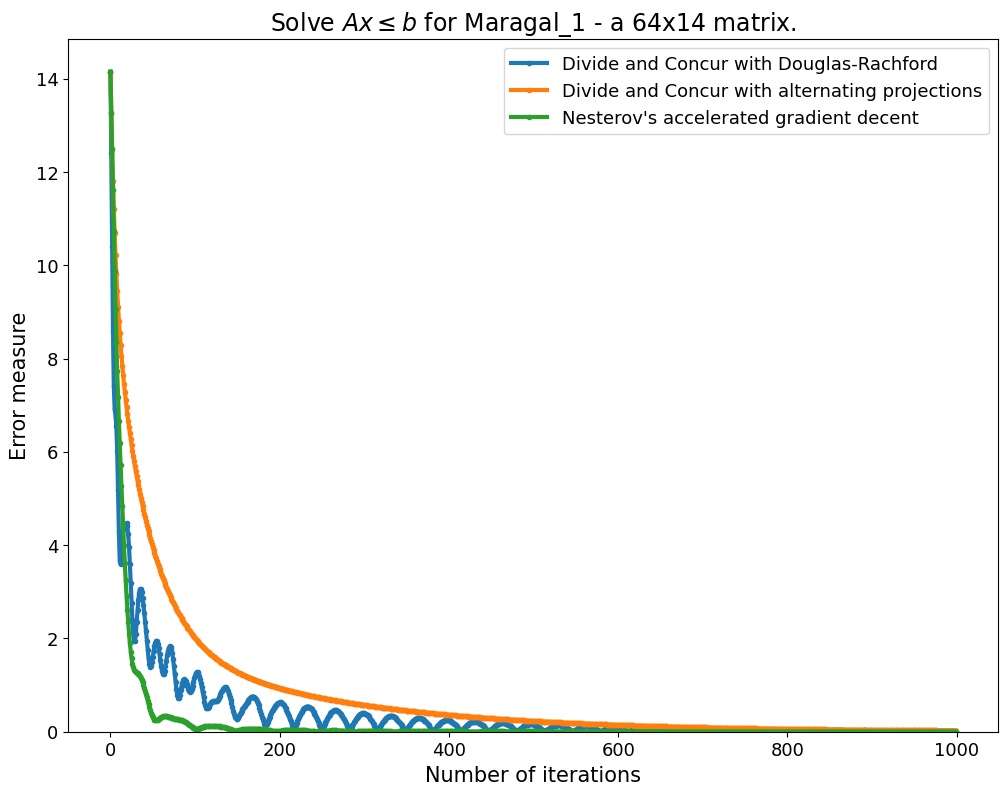 Solve Ax ≤ b for Maragal_1 - a 64x14 matrix.
Divide and Concur with Douglas-Rachford
Divide and Concur with alternating projections
Nesterov's accelerated gradient decent
Error measure
14
12
10
8
6
4
2
0
0
200
400
600
800
1000
Number of iterations